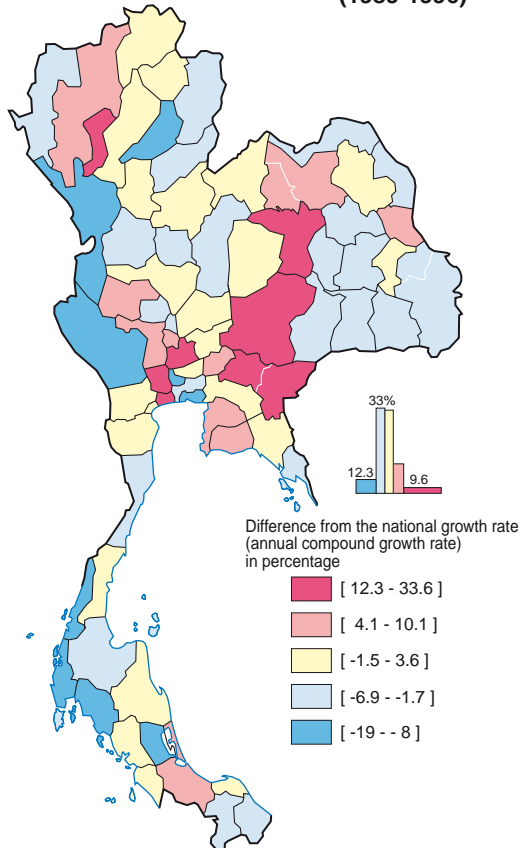 33%
12.3
9.6
Difference from the national growth rate
(annual compound growth rate)
in percentage
[ 12.3 - 33.6 ]
[ 4.1 - 10.1 ]
[ -1.5 - 3.6 ]
[ -6.9 - -1.7 ]
[ -19 - - 8 ]